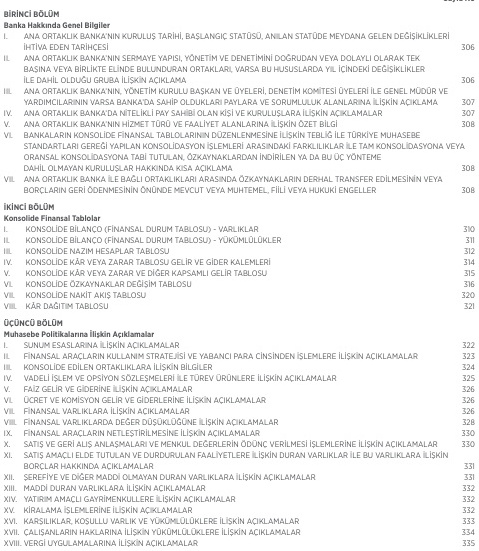 BİRİNCİ BÖLÜM
Banka Hakkında Genel Bilgiler
I. ANA ORTAKLIK BANKA'NIN KURULUŞ TARİHİ, BAŞLANGIÇ STATÜSÜ, ANILAN STATÜDE MEYDANA GELEN DEĞİŞİKLİKLERİ
İHTİVA EDEN TARİHÇESİ 306
II. ANA ORTAKLIK BANKA'NIN SERMAYE YAPISI, YÖNETİM VE DENETİMİNİ DOĞRUDAN VEYA DOLAYLI OLARAK TEK
BAŞINA VEYA BİRLİKTE ELİNDE BULUNDURAN ORTAKLARI, VARSA BU HUSUSLARDA YIL İÇİNDEKİ DEĞİŞİKLİKLER
İLE DAHİL OLDUĞU GRUBA İLİŞKİN AÇIKLAMA 306
III. ANA ORTAKLIK BANKA'NIN, YÖNETİM KURULU BAŞKAN VE ÜYELERİ, DENETİM KOMİTESİ ÜYELERİ İLE GENEL MÜDÜR VE
YARDIMCILARININ VARSA BANKA'DA SAHİP OLDUKLARI PAYLARA VE SORUMLULUK ALANLARINA İLİŞKİN AÇIKLAMA 307
IV. ANA ORTAKLIK BANKA'DA NİTELİKLİ PAY SAHİBİ OLAN KİŞİ VE KURULUŞLARA İLİŞKİN AÇIKLAMALAR 307
V. ANA ORTAKLIK BANKA'NIN HİZMET TÜRÜ VE FAALİYET ALANLARINA İLİŞKİN ÖZET BİLGİ 308
VI. BANKALARIN KONSOLİDE FİNANSAL TABLOLARININ DÜZENLENMESİNE İLİŞKİN TEBLİĞ İLE TÜRKİYE MUHASEBE
STANDARTLARI GEREĞİ YAPILAN KONSOLİDASYON İŞLEMLERİ ARASINDAKİ FARKLILIKLAR İLE TAM KONSOLİDASYONA VEYA
ORANSAL KONSOLİDASYONA TABİ TUTULAN, ÖZKAYNAKLARDAN İNDİRİLEN YA DA BU ÜÇ YÖNTEME
DAHİL OLMAYAN KURULUŞLAR HAKKINDA KISA AÇIKLAMA 308
VII. ANA ORTAKLIK BANKA İLE BAĞLI ORTAKLIKLARI ARASINDA ÖZKAYNAKLARIN DERHAL TRANSFER EDİLMESİNİN VEYA
BORÇLARIN GERİ ÖDENMESİNİN ÖNÜNDE MEVCUT VEYA MUHTEMEL, FİİLİ VEYA HUKUKİ ENGELLER 308
İKİNCİ BÖLÜM
Konsolide Finansal Tablolar
I. KONSOLİDE BİLANÇO (FİNANSAL DURUM TABLOSU) - VARLIKLAR 310
II. KONSOLİDE BİLANÇO (FİNANSAL DURUM TABLOSU) - YÜKÜMLÜLÜKLER 311
III. KONSOLİDE NAZIM HESAPLAR TABLOSU 312
IV. KONSOLİDE KÂR VEYA ZARAR TABLOSU GELİR VE GİDER KALEMLERİ 314
V. KONSOLİDE KÂR VEYA ZARAR VE DİĞER KAPSAMLI GELİR TABLOSU 315
VI. KONSOLİDE ÖZKAYNAKLAR DEĞİŞİM TABLOSU 316
VII. KONSOLİDE NAKİT AKIŞ TABLOSU 320
VIII. KÂR DAĞITIM TABLOSU 321
ÜÇÜNCÜ BÖLÜM
Muhasebe Politikalarına İlişkin Açıklamalar
I. SUNUM ESASLARINA İLİŞKİN AÇIKLAMALAR 322
II. FİNANSAL ARAÇLARIN KULLANIM STRATEJİSİ VE YABANCI PARA CİNSİNDEN İŞLEMLERE İLİŞKİN AÇIKLAMALAR 323
III. KONSOLİDE EDİLEN ORTAKLIKLARA İLİŞKİN BİLGİLER 324
IV. VADELİ İŞLEM VE OPSİYON SÖZLEŞMELERİ İLE TÜREV ÜRÜNLERE İLİŞKİN AÇIKLAMALAR 325
V. FAİZ GELİR VE GİDERİNE İLİŞKİN AÇIKLAMALAR 326
VI. ÜCRET VE KOMİSYON GELİR VE GİDERLERİNE İLİŞKİN AÇIKLAMALAR 326
VII. FİNANSAL VARLIKLARA İLİŞKİN AÇIKLAMALAR 326
VIII. FİNANSAL VARLIKLARDA DEĞER DÜŞÜKLÜĞÜNE İLİŞKİN AÇIKLAMALAR 328
IX. FİNANSAL ARAÇLARIN NETLEŞTİRİLMESİNE İLİŞKİN AÇIKLAMALAR 330
X. SATIŞ VE GERİ ALIŞ ANLAŞMALARI VE MENKUL DEĞERLERİN ÖDÜNÇ VERİLMESİ İŞLEMLERİNE İLİŞKİN AÇIKLAMALAR 330
XI. SATIŞ AMAÇLI ELDE TUTULAN VE DURDURULAN FAALİYETLERE İLİŞKİN DURAN VARLIKLAR İLE BU VARLIKLARA İLİŞKİN
BORÇLAR HAKKINDA AÇIKLAMALAR 331
XII. ŞEREFİYE VE DİĞER MADDİ OLMAYAN DURAN VARLIKLARA İLİŞKİN AÇIKLAMALAR 331
XIII. MADDİ DURAN VARLIKLARA İLİŞKİN AÇIKLAMALAR 332
XIV. YATIRIM AMAÇLI GAYRİMENKULLERE İLİŞKİN AÇIKLAMALAR 332
XV. KİRALAMA İŞLEMLERİNE İLİŞKİN AÇIKLAMALAR 332
XVI. KARŞILIKLAR, KOŞULLU VARLIK VE YÜKÜMLÜLÜKLERE İLİŞKİN AÇIKLAMALAR 333
XVII. ÇALIŞANLARIN HAKLARINA İLİŞKİN YÜKÜMLÜLÜKLERE İLİŞKİN AÇIKLAMALAR 334
XVIII. VERGİ UYGULAMALARINA İLİŞKİN AÇIKLAMALAR 335